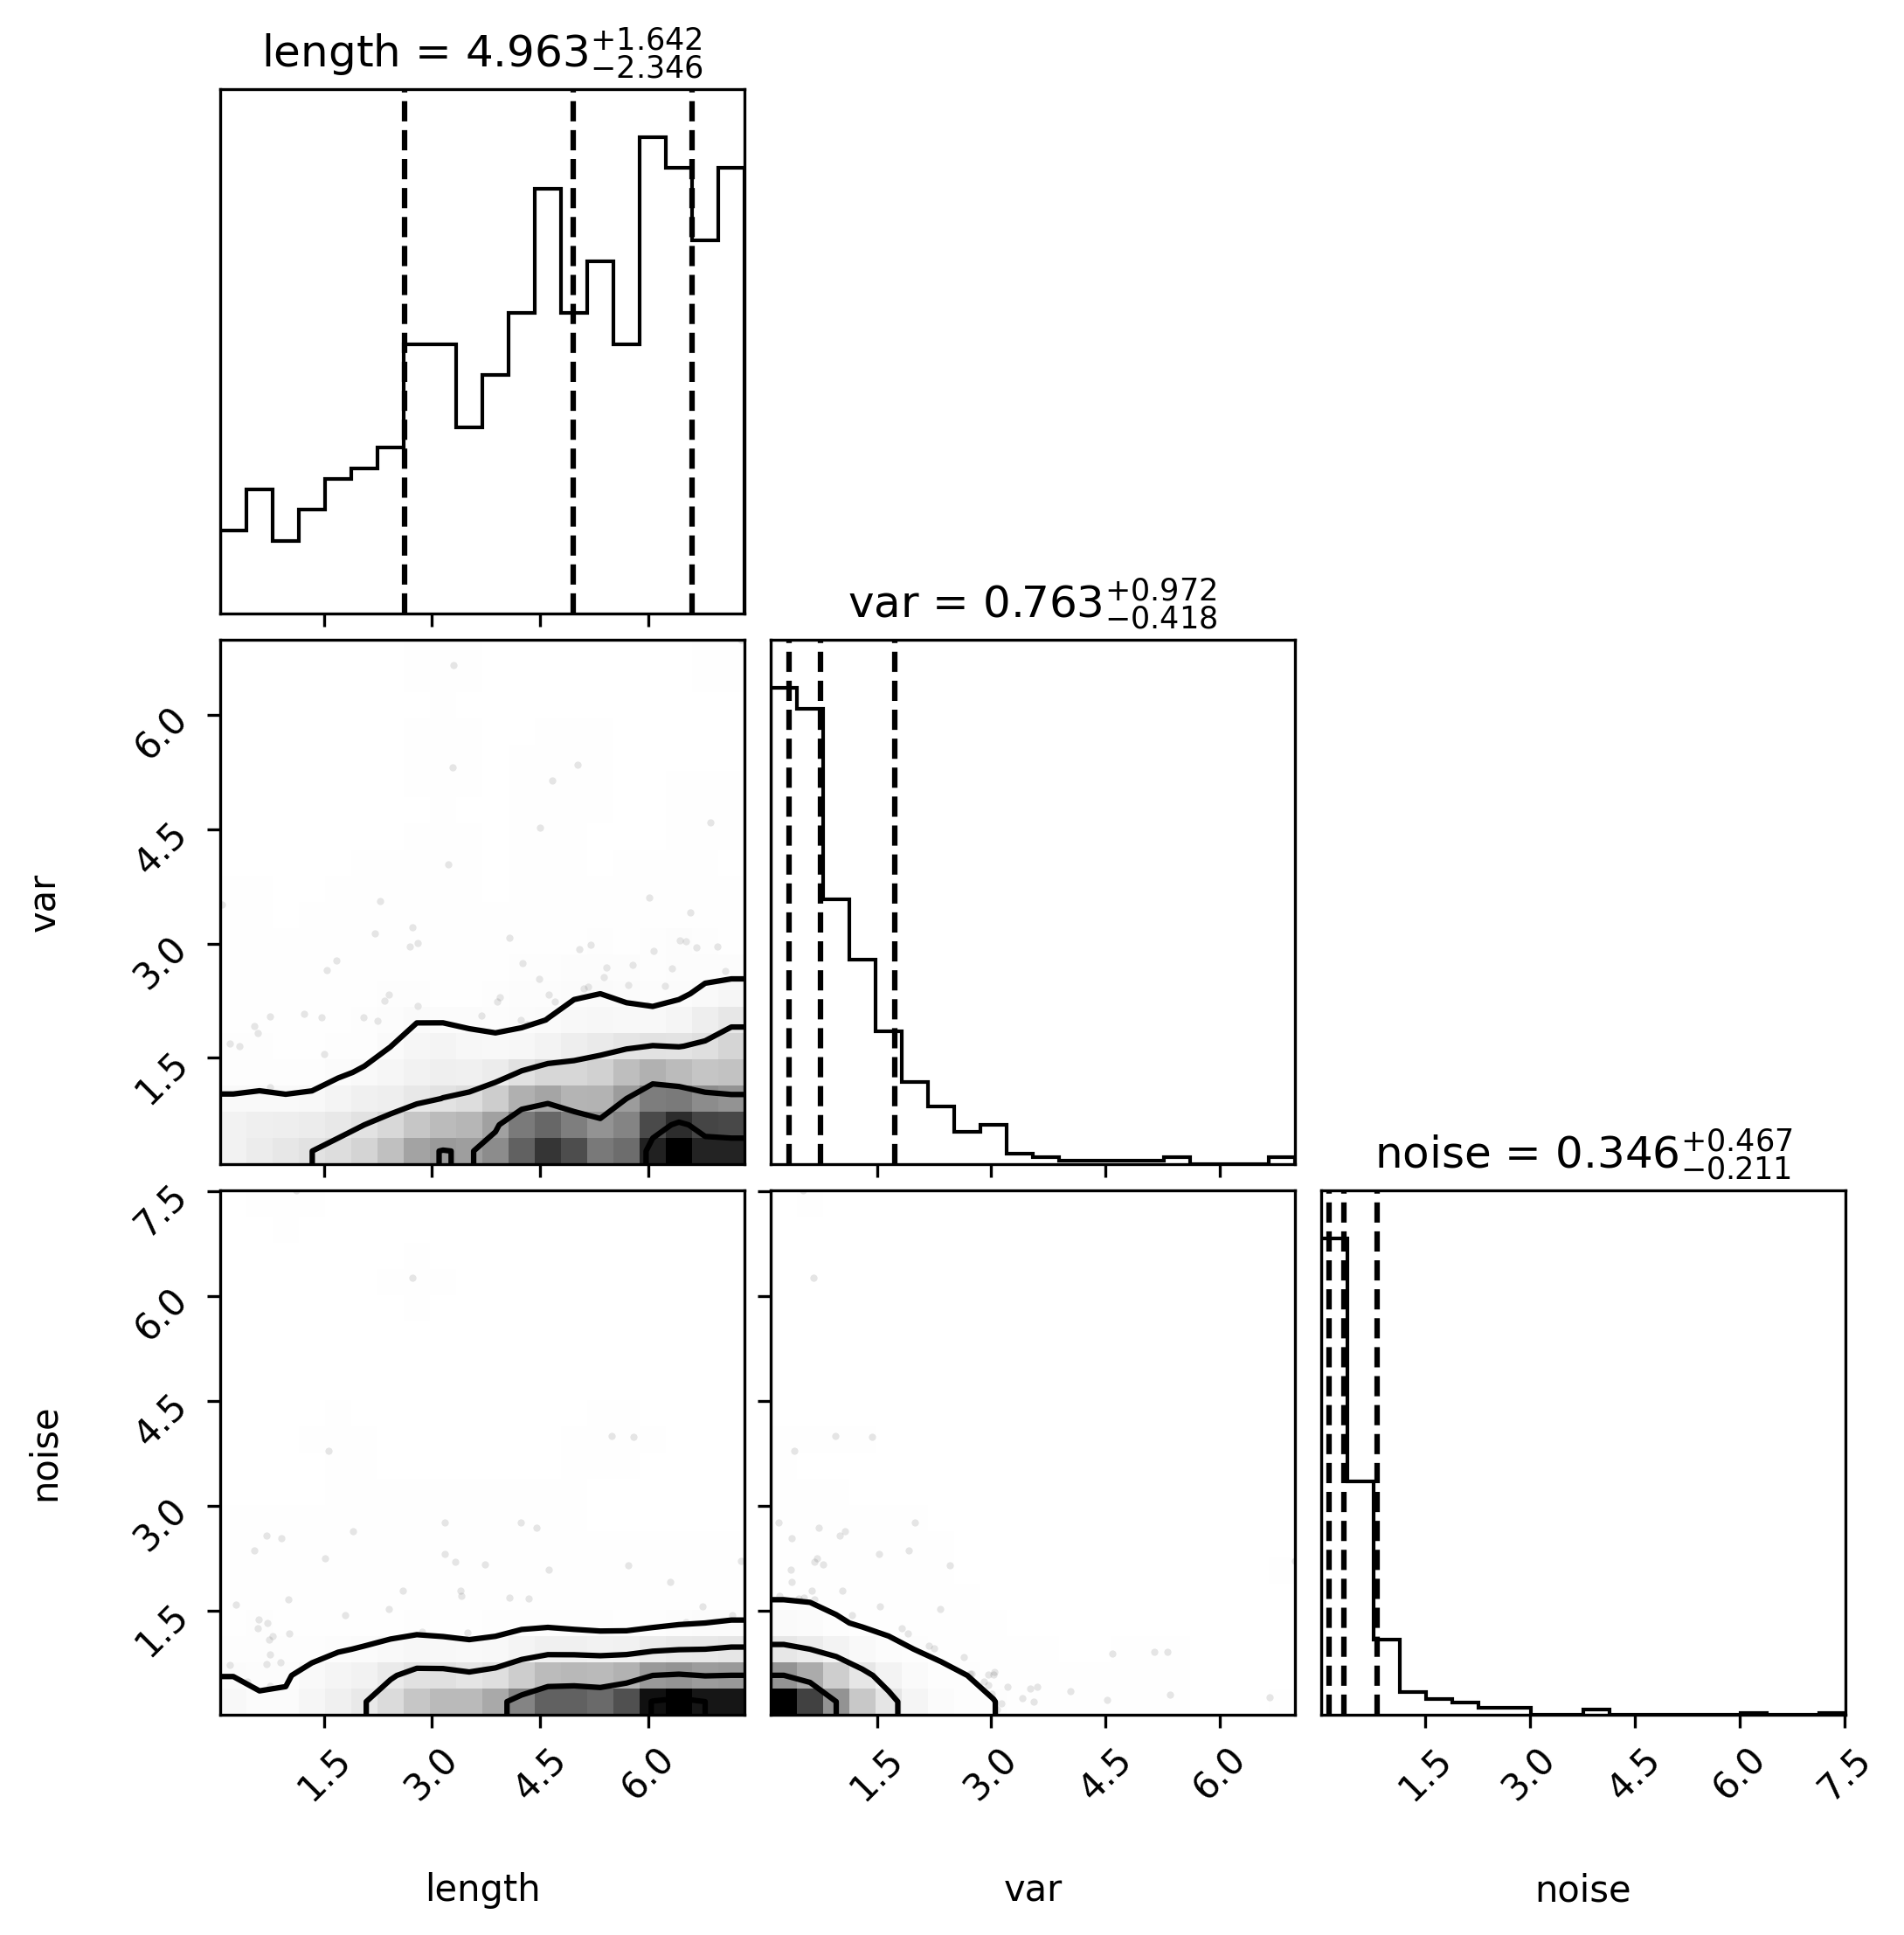 length = 4.963+1.642 −2.346
var = 0.763+0.972 −0.418
6.0
4.5
3.0
1.5
var
noise = 0.346+0.467 −0.211
7.5
6.0
4.5
3.0
1.5
noise
1.5 3.0 4.5 6.0 1.5 3.0 4.5 6.0 1.5 3.0 4.5 6.0 7.5
length var noise